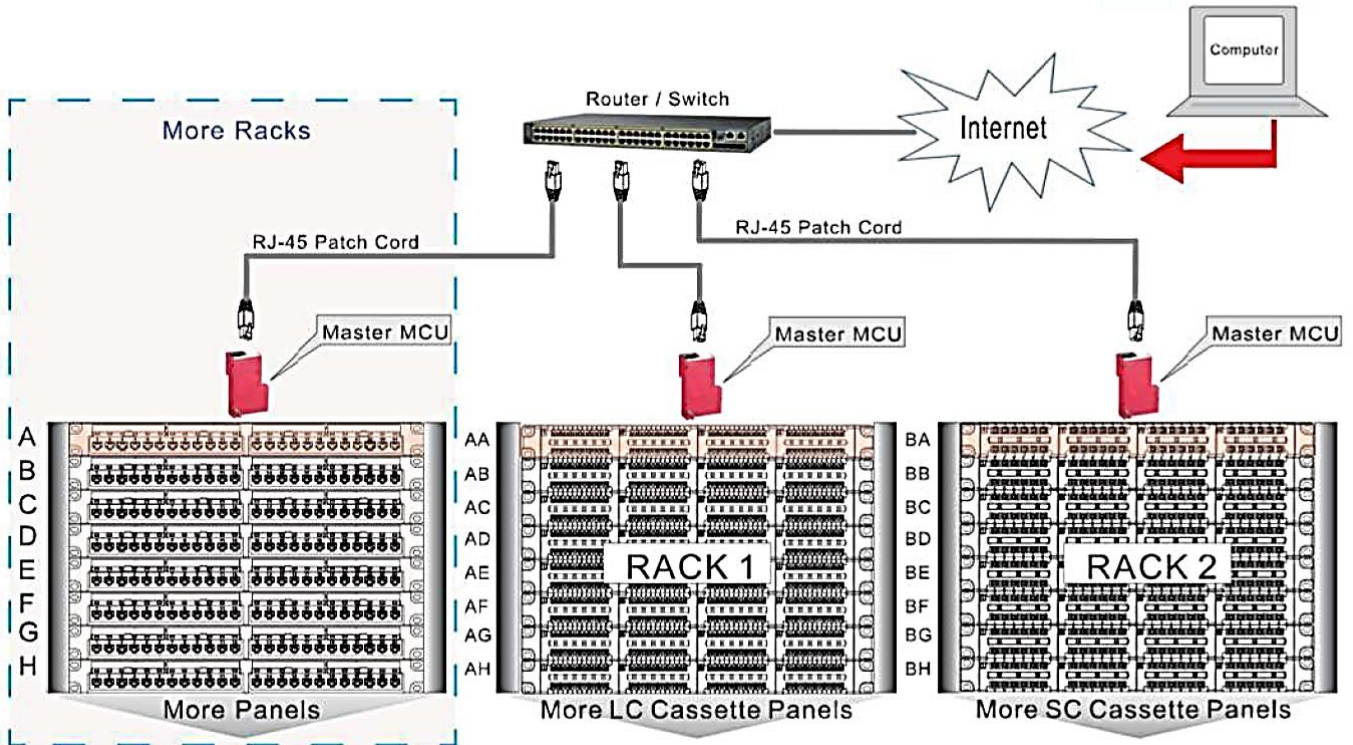 Computer
Router / Switch
Internet
More Racks
RJ-45 Patch Cord
RJ-45 Patch Cord
Master MCU
Master MCU
Master MCU
A
B
C
D
E
F
G
H
AA
AB
AC
AD
AE
AF
AG
AH
RACK 1
BA
BB
BC
BD
BE
BF
BG
BH
RACK 2
More Panels
More LC Cassette Panels
More SC Cassette Panels